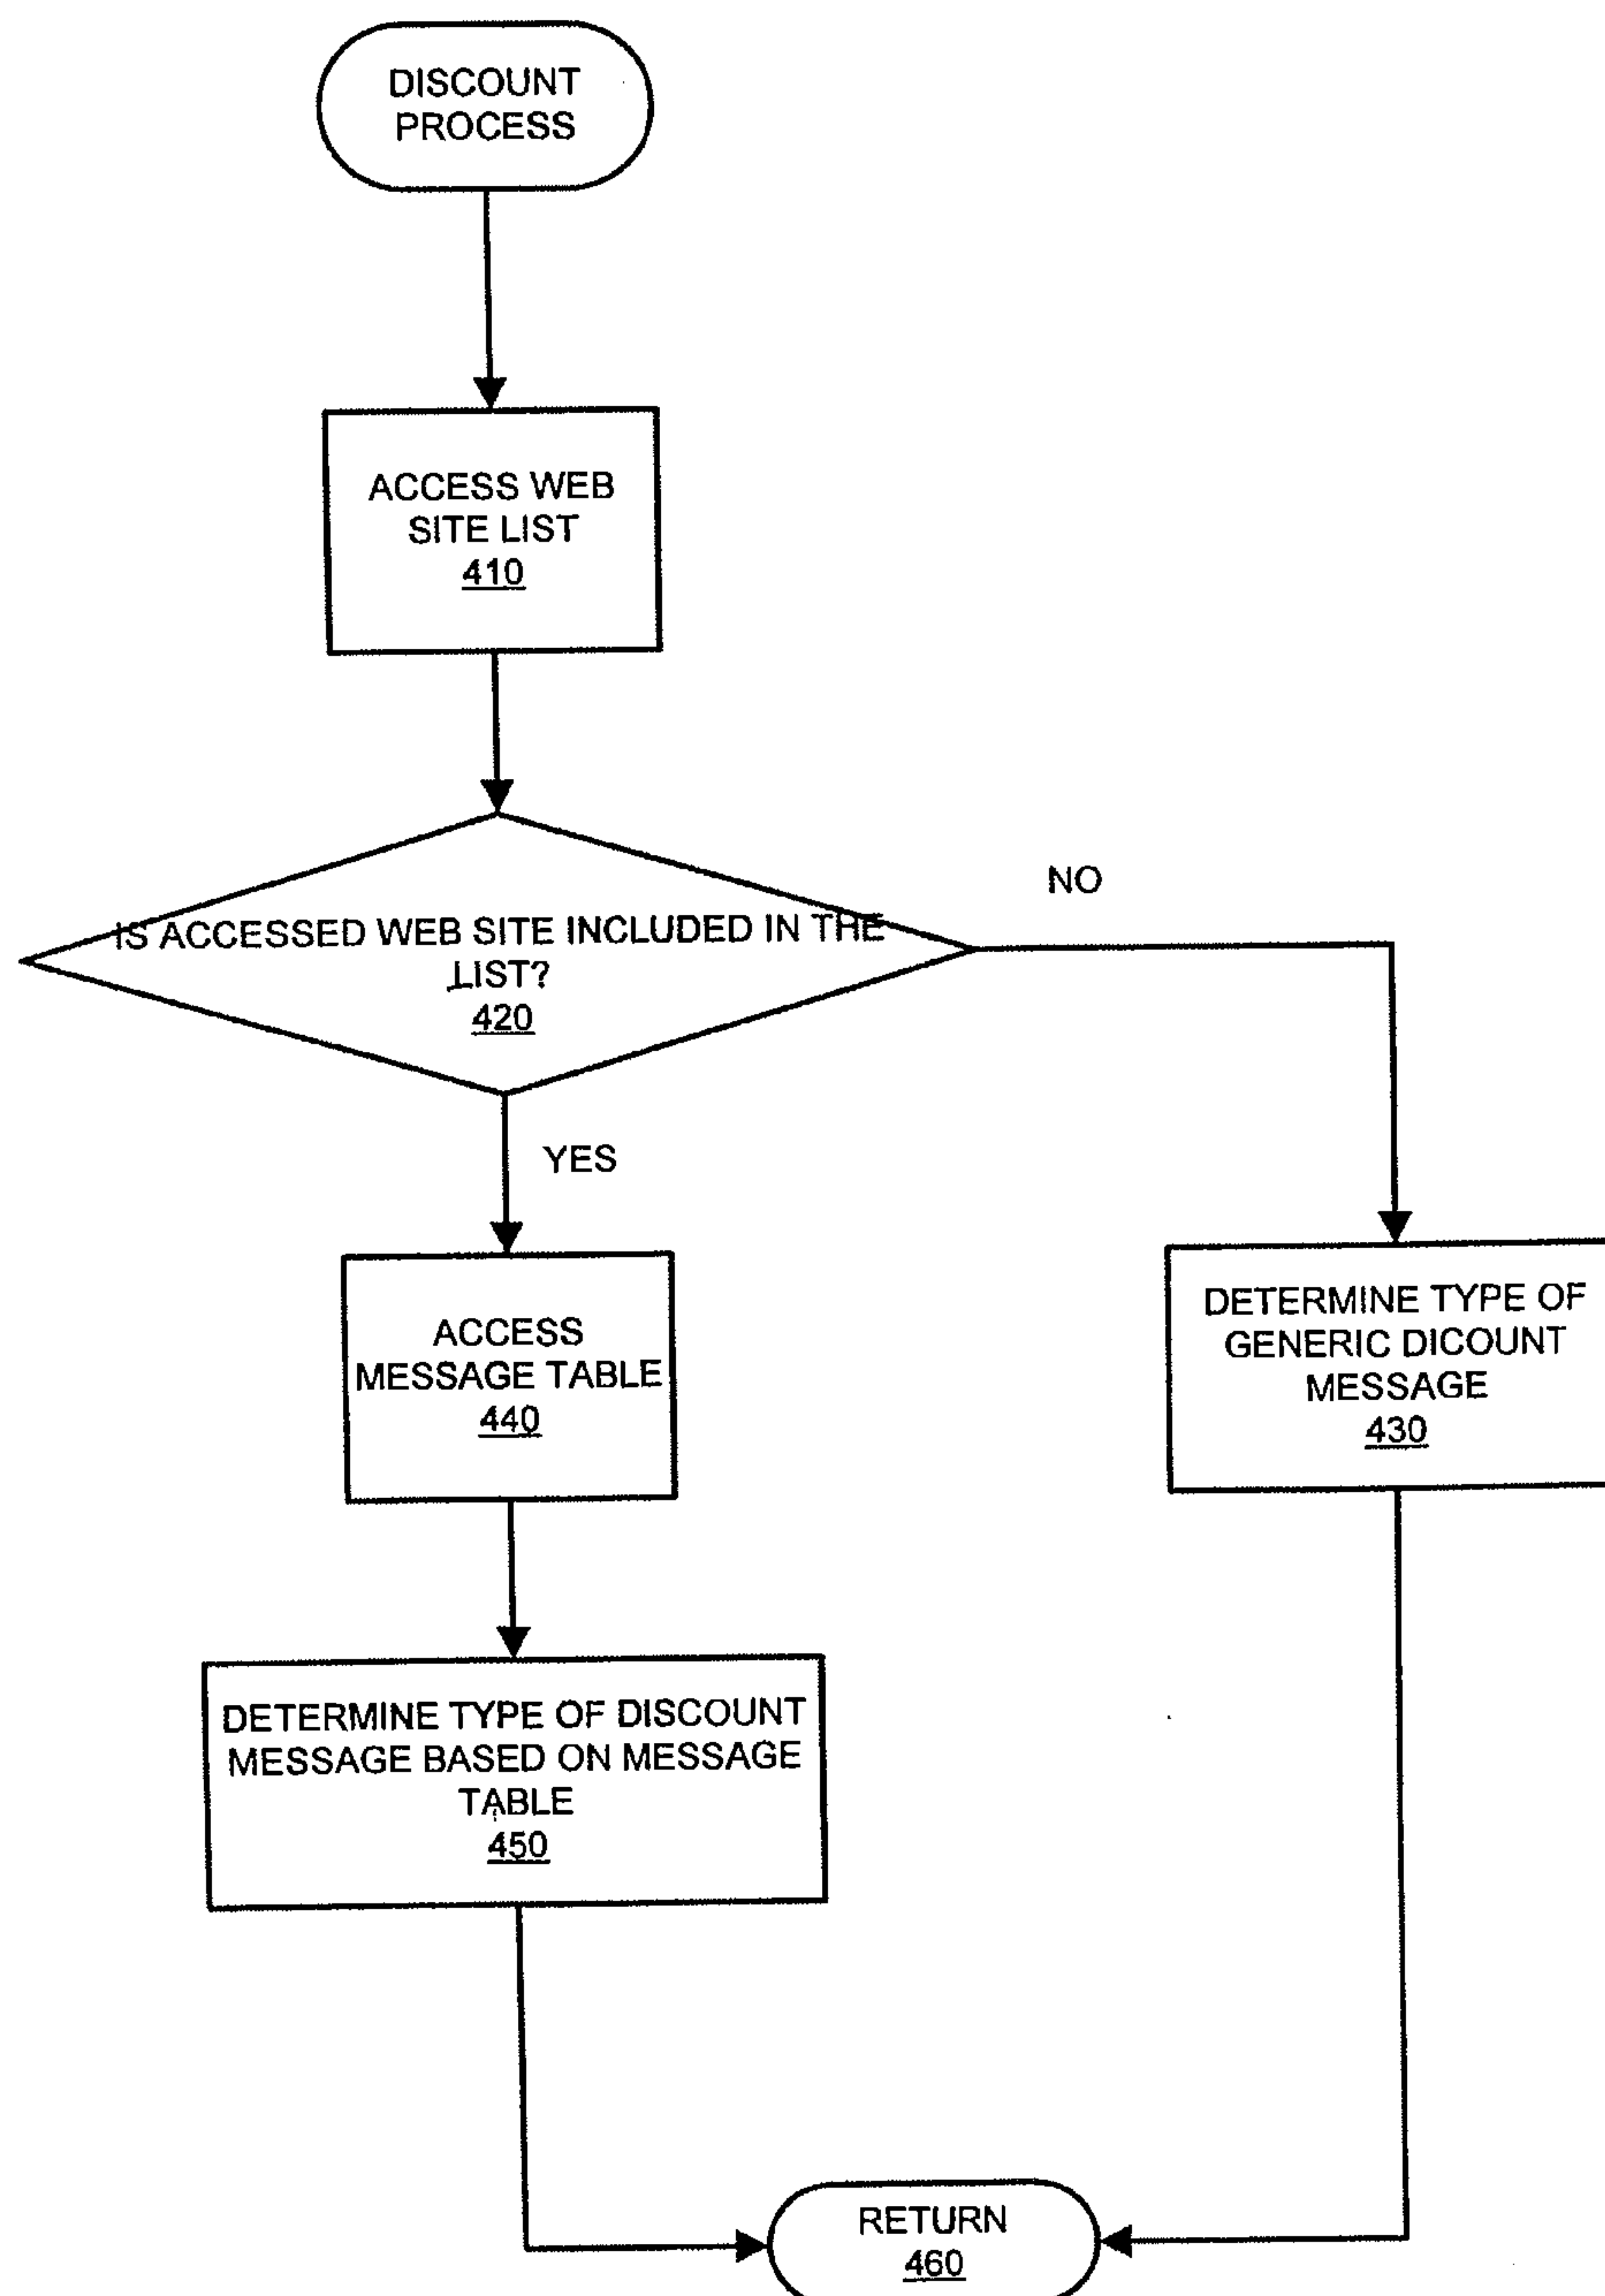 DISCOUNT
PROCESS
ACCESS WEB
SITE LIST
410
IS ACCESSED WEB SITE INCLUDED IN THE
LIST?
420
NO
YES
ACCESS
MESSAGE TABLE
440
DETERMINE TYPE OF
GENERIC DICOUNT
MESSAGE
430
DETERMINE TYPE OF DISCOUNT
MESSAGE BASED ON MESSAGE
TABLE
450
RETURN
460